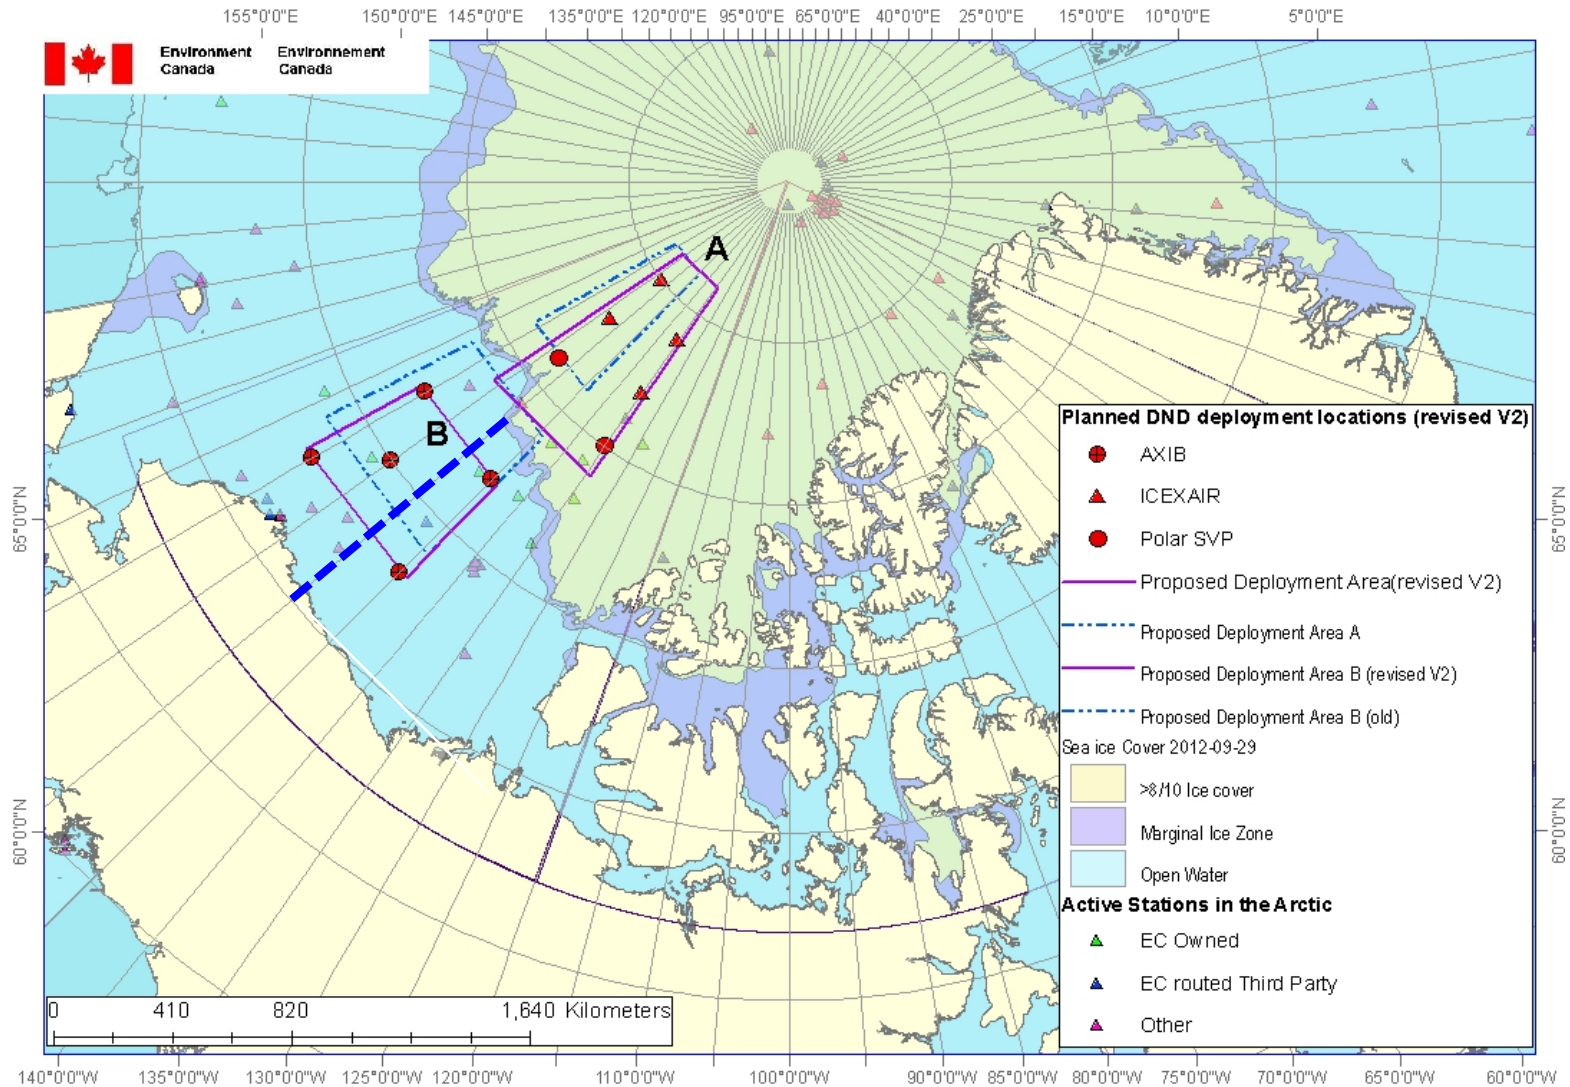 155°0'0"E 150°0'0"E 145°0'0"E 135°0'0"E 120°0'0"E 95°0'0"E 65°0'0"E 40°0'0"E 25°0'0"E 15°0'0"E 10°0'0"E 5°0'0"E
Environment Environnement
Canada Canada
A
B
65°0'0"N
65°0'0"N
60°0'0"N
60°0'0"N
Planned DND deployment locations (revised V2)
AXIB
ICEXAIR
Polar SVP
Proposed Deployment Area(revised V2)
Proposed Deployment Area A
Proposed Deployment Area B (revised V2)
Proposed Deployment Area B (old)
Sea ice Cover 2012-09-29
>8/10 Ice cover
Marginal Ice Zone
Open Water
Active Stations in the Arctic
EC Owned
EC routed Third Party
Other
0 410 820 1,640 Kilometers
140°0'0"W 135°0'0"W 130°0'0"W 125°0'0"W 120°0'0"W 110°0'0"W 100°0'0"W 90°0'0"W 85°0'0"W 80°0'0"W 75°0'0"W 70°0'0"W 65°0'0"W 60°0'0"W